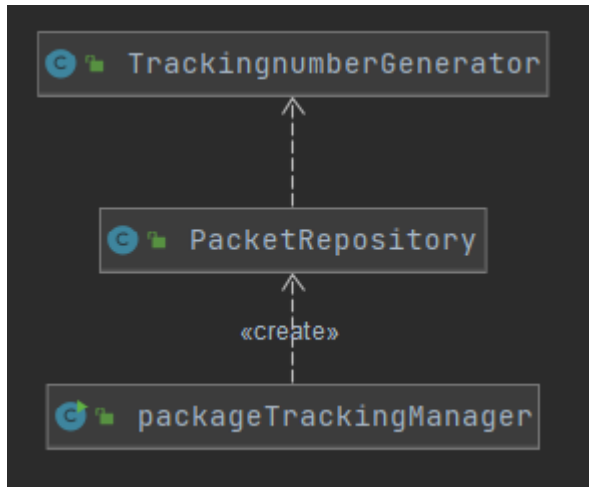 C TrackingnumberGenerator
C PacketRepository
«create»
C packageTrackingManager